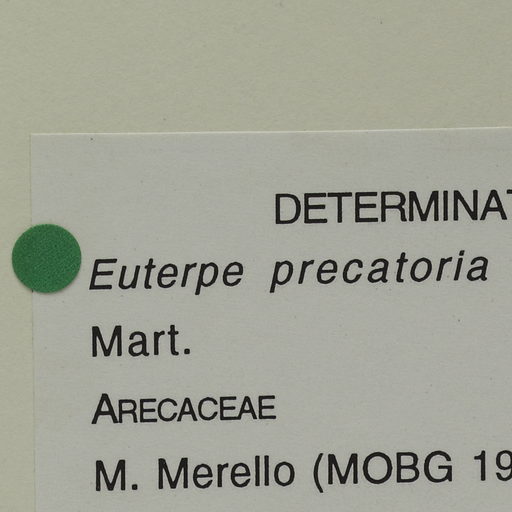 DETERMINAT
Euterpe precatoria
Mart.
ARECACEAE
M. Merello (MOBG 19